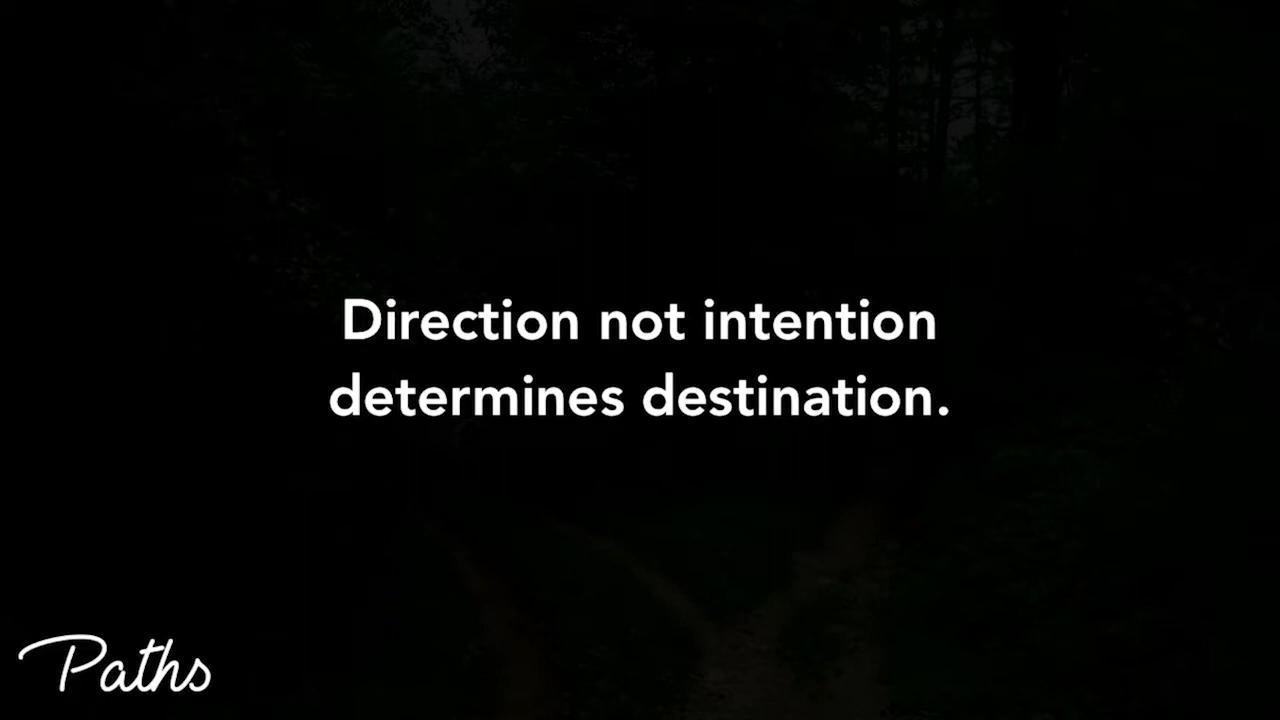 Direction not intention
determines destination.
Paths